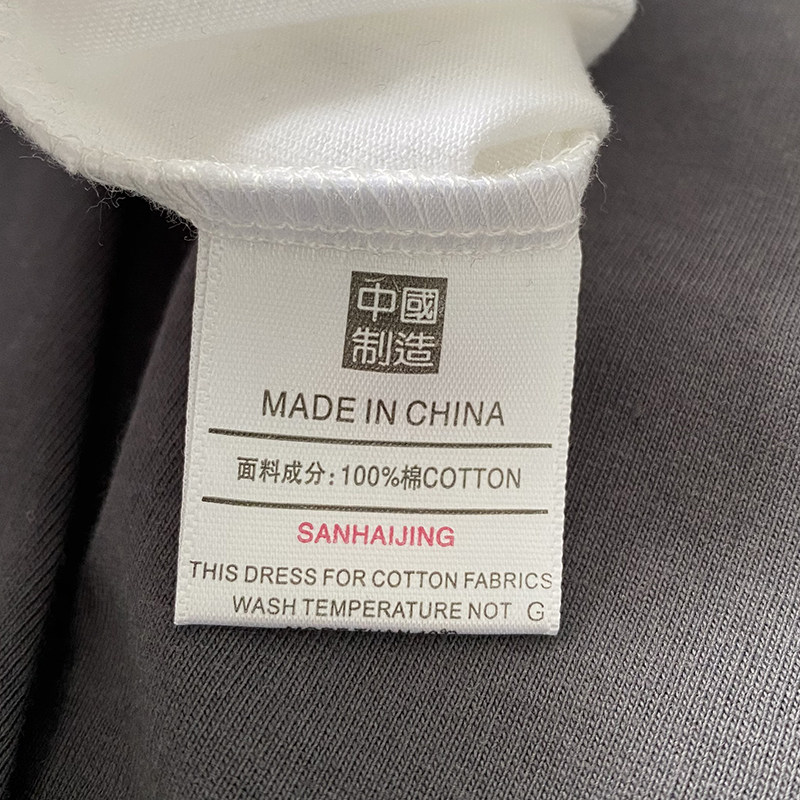 中國
制造
MADE IN CHINA
面料成分: 100%棉COTTON
SANHAIJING
THIS DRESS FOR COTTON FABRICS
WASH TEMPERATURE NOT G